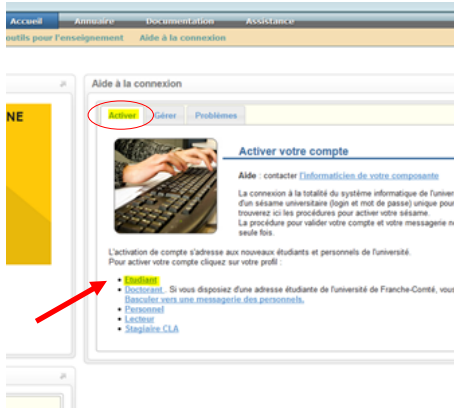 Accueil Annuaire Documentation Assistance
outils pour l'enseignement Aide à la connexion
Aide à la connexion
NE
Activer Gérer Problèmes
Activer votre compte
Aide : contacter l'informaticien de votre composante
La connexion à la totalité du système informatique de l'univer
d'un sésame universitaire (login et mot de passe) unique pour
trouverez ici les procédures pour activer votre sésame.
La procédure pour valider votre compte et votre messagerie n
seule fois.
L'activation de compte s'adresse aux nouveaux étudiants et personnels de l'université.
Pour activer votre compte cliquez sur votre profil :
Etudiant
Doctorant . Si vous disposiez d'une adresse étudiante de l'université de Franche-Comté, vous
Basculer vers une messagerie des personnels.
Personnel
Lecteur
Stagiaire CLA